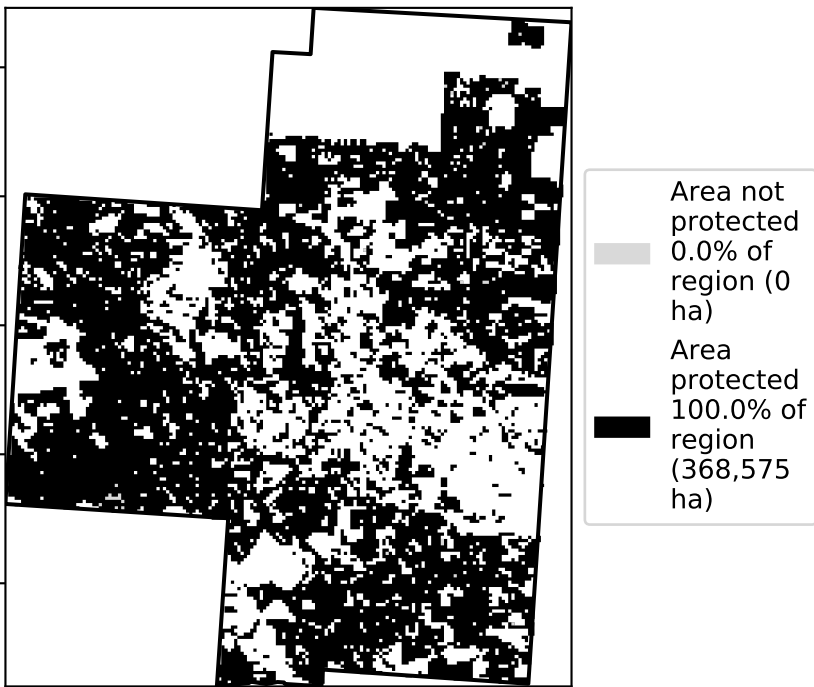 Area not
protected
0.0% of
region (0
ha)
Area
protected
100.0% of
region
(368,575
ha)